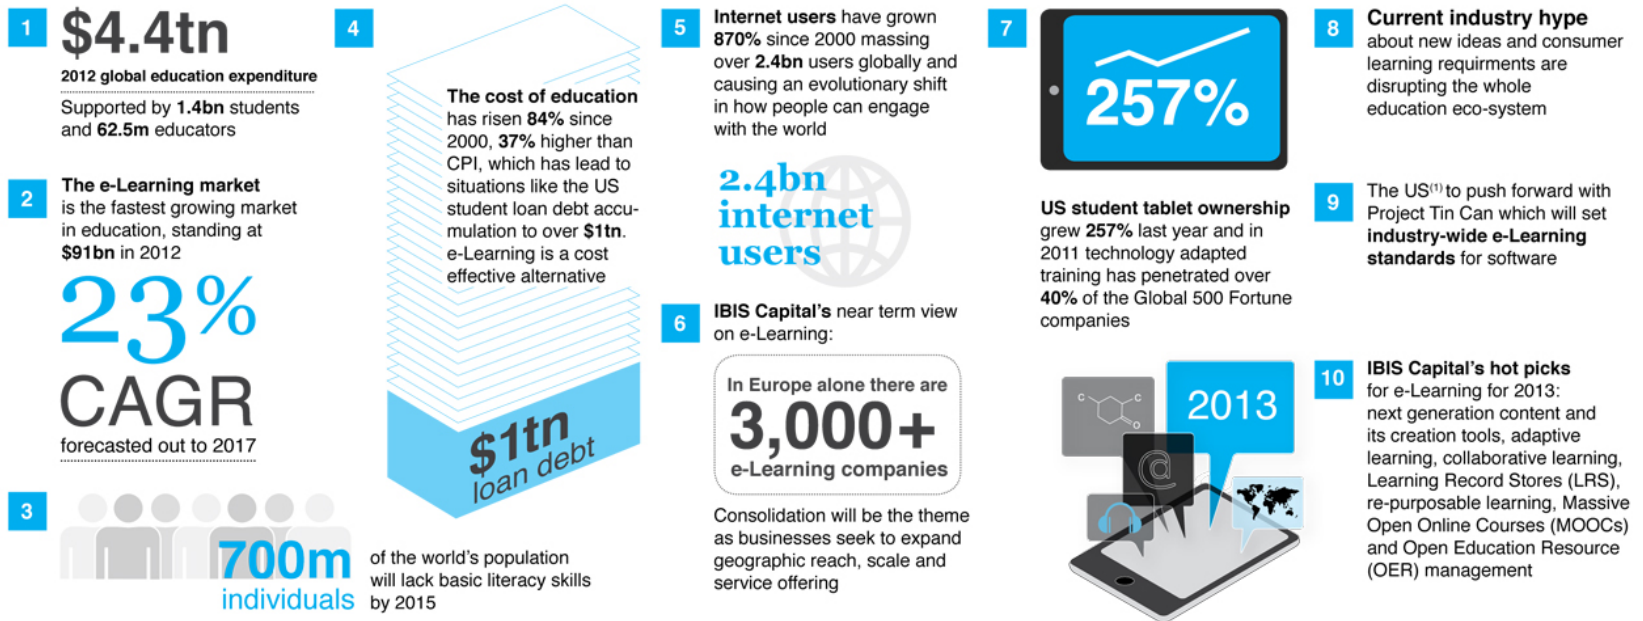 1
$4.4tn
2012 global education expenditure
Supported by 1.4bn students
and 62.5m educators
2
The e-Learning market
is the fastest growing market
in education, standing at
$91bn in 2012
23%
CAGR
forecasted out to 2017
3
700m
individuals
of the world's population
will lack basic literacy skills
by 2015
4
The cost of education
has risen 84% since
2000, 37% higher than
CPI, which has lead to
situations like the US
student loan debt accu-
mulation to over $1tn.
e-Learning is a cost
effective alternative
$1tn
loan debt
5
Internet users have grown
870% since 2000 massing
over 2.4bn users globally and
causing an evolutionary shift
in how people can engage
with the world
2.4bn
internet
users
6
IBIS Capital's near term view
on e-Learning:
In Europe alone there are
3,000+
e-Learning companies
Consolidation will be the theme
as businesses seek to expand
geographic reach, scale and
service offering
7
257%
US student tablet ownership
grew 257% last year and in
2011 technology adapted
training has penetrated over
40% of the Global 500 Fortune
companies
C
C
O
@
2013
8
Current industry hype
about new ideas and consumer
learning requirments are
disrupting the whole
education eco-system
9
The US(1) to push forward with
Project Tin Can which will set
industry-wide e-Learning
standards for software
10
IBIS Capital's hot picks
for e-Learning for 2013:
next generation content and
its creation tools, adaptive
learning, collaborative learning,
Learning Record Stores (LRS),
re-purposable learning, Massive
Open Online Courses (MOOCs)
and Open Education Resource
(OER) management